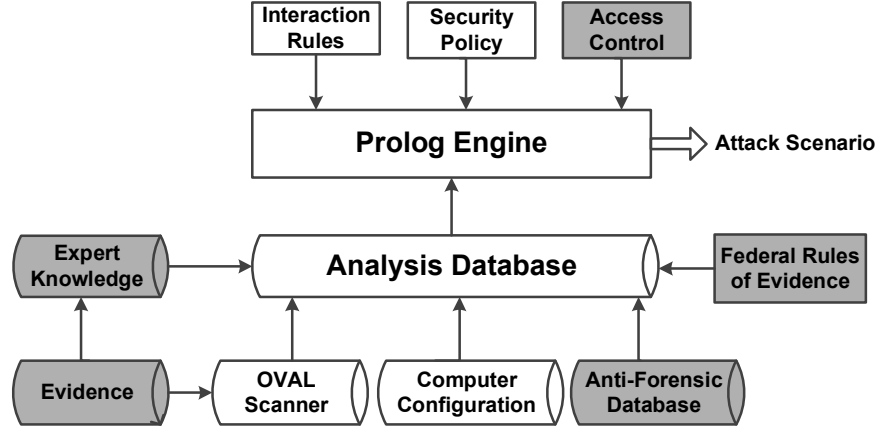 Interaction
Rules
Security
Policy
Access
Control
Prolog Engine
Attack Scenario
Expert
Knowledge
Analysis Database
Federal Rules
of Evidence
Evidence
OVAL
Scanner
Computer
Configuration
Anti-Forensic
Database